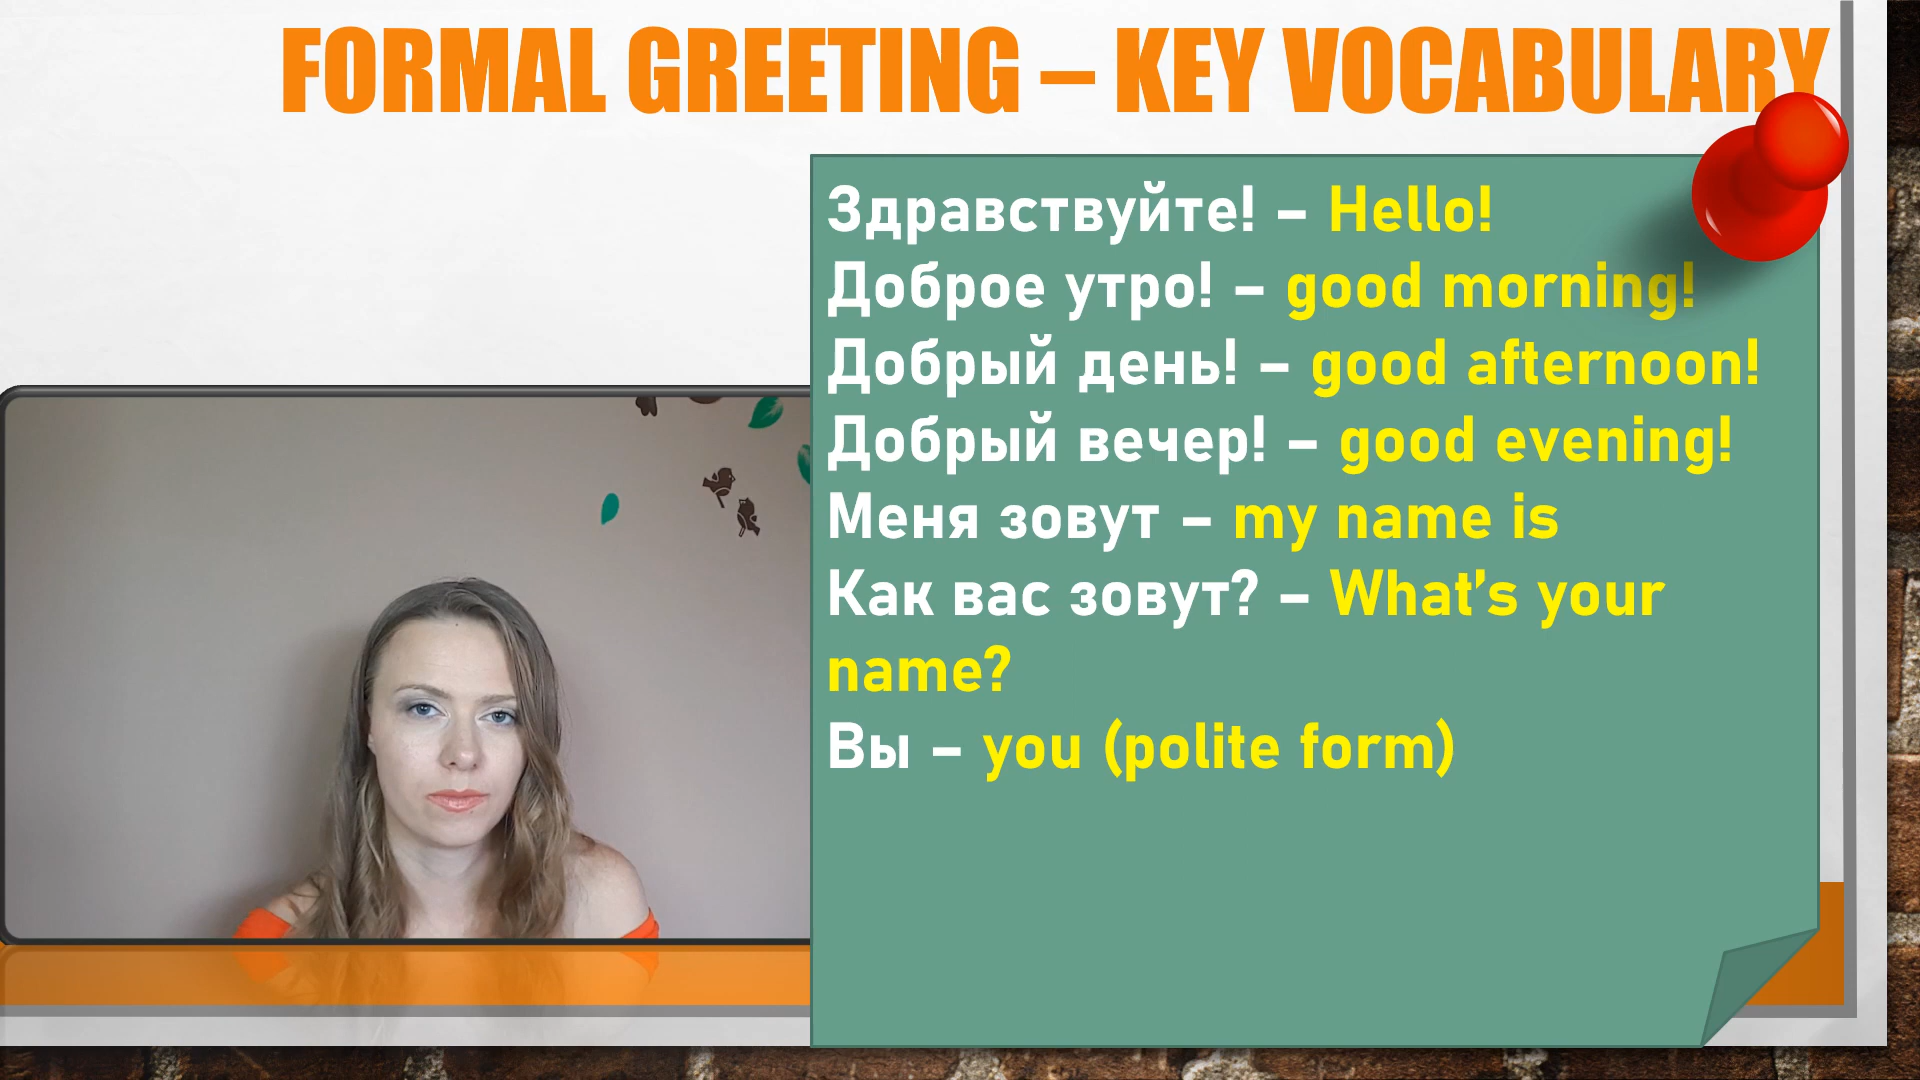 FORMAL GREETING – KEY VOCABULARY
Здравствуйте! – Hello!
Доброе утро! – good morning!
Добрый день! – good afternoon!
Добрый вечер! – good evening!
Меня зовут – my name is
Как вас зовут? – What’s your
name?
Вы – you (polite form)